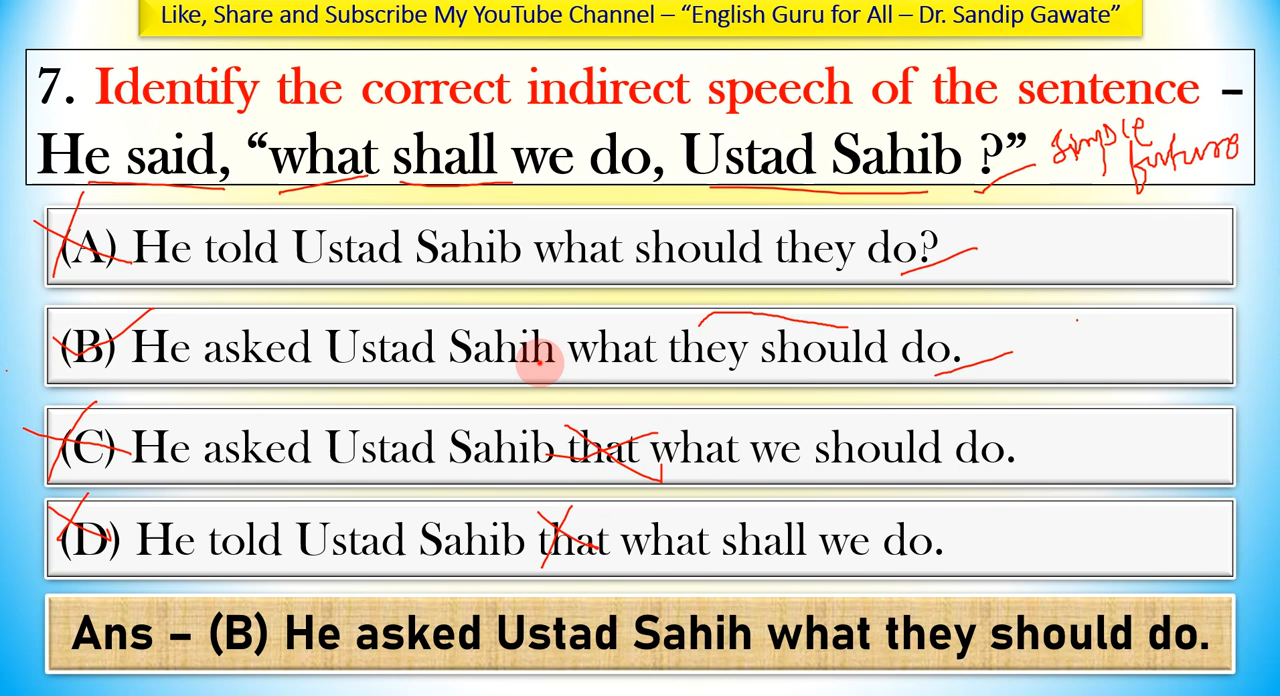 Like, Share and Subscribe My YouTube Channel – “English Guru for All – Dr. Sandip Gawate”
7. Identify the correct indirect speech of the sentence –
He said, “what shall we do, Ustad Sahib ?”
simple
future
(A) He told Ustad Sahib what should they do?
(B) He asked Ustad Sahih what they should do.
(C) He asked Ustad Sahib that what we should do.
(D) He told Ustad Sahib that what shall we do.
Ans – (B) He asked Ustad Sahih what they should do.